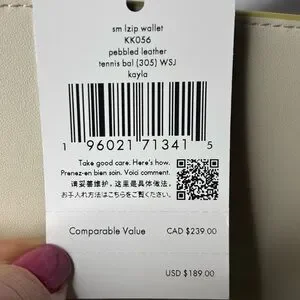 sm lzip wallet
KK056
pebbled leather
tennis bal (305) WSJ
kayla
1 96021 71341 5
Take good care. Here's how.
Prenez-en bien soin. Voici comment.
请妥善维护。这里是具体做法。
お手入れ方法はこちらをご覧ください
Comparable Value CAD $239.00
USD $189.00